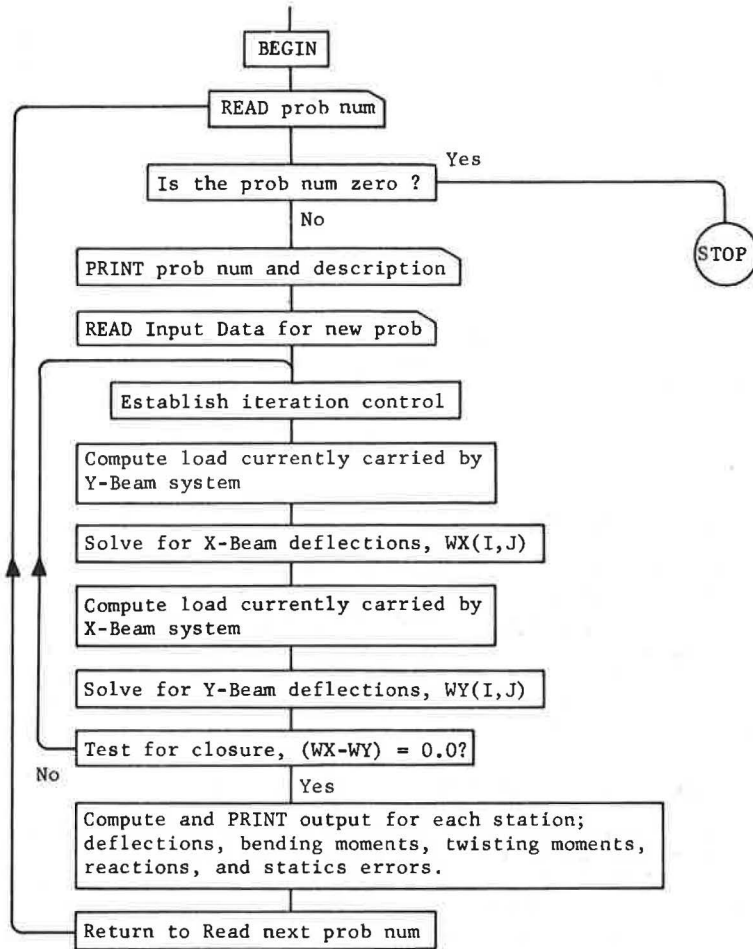 BEGIN
READ prob num
Yes
Is the prob num zero ?
No
STOP
PRINT prob num and description
READ Input Data for new prob
Establish iteration control
Compute load currently carried by
Y-Beam system
Solve for X-Beam deflections, WX(I,J)
Compute load currently carried by
X-Beam system
Solve for Y-Beam deflections, WY(I,J)
Test for closure, (WX-WY) = 0.0?
No
Yes
Compute and PRINT output for each station;
deflections, bending moments, twisting moments,
reactions, and statics errors.
Return to Read next prob num